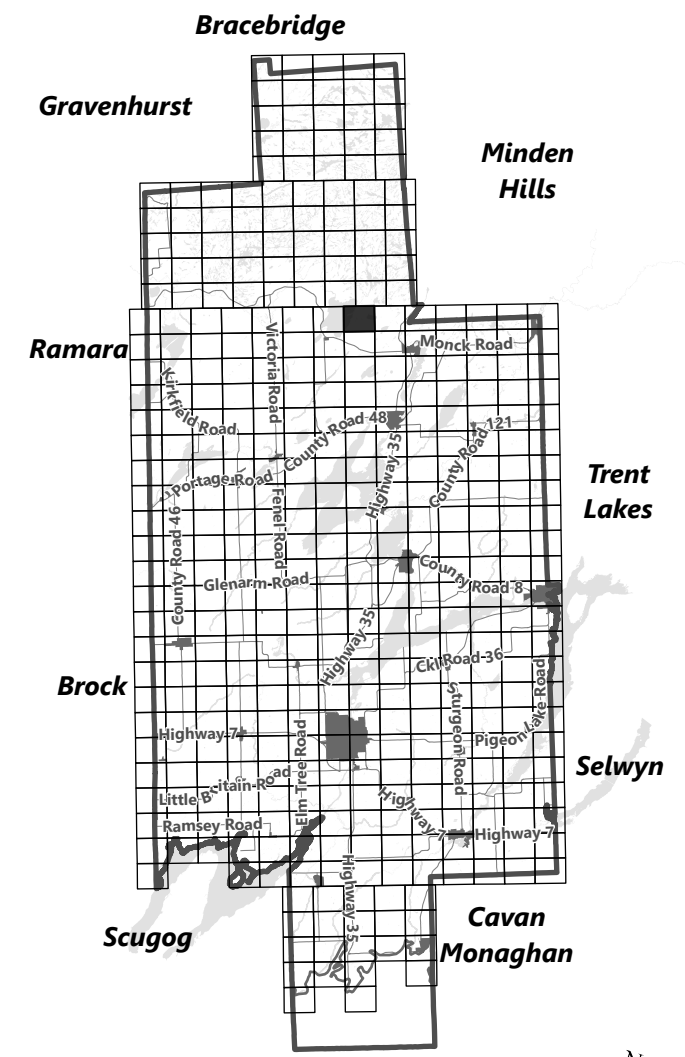 Bracebridge
Gravenhurst
Minden
Hills
Ramara
Victoria Road
Monck Road
Kirkfield Road
County Road 48
Highway 35
County Road 121
Portage Road
Trent
Lakes
County Road 46
Fenel Road
Glenarm Road
County Road 8
Highway 35
Ckl Road 36
Brock
Sturgeon Road
Pigeon Lake Road
Highway 7
Elm Tree Road
Selwyn
Little Britain Road
Highway 7
Highway 7
Ramsey Road
Highway 35
Scugog
Cavan
Monaghan
N